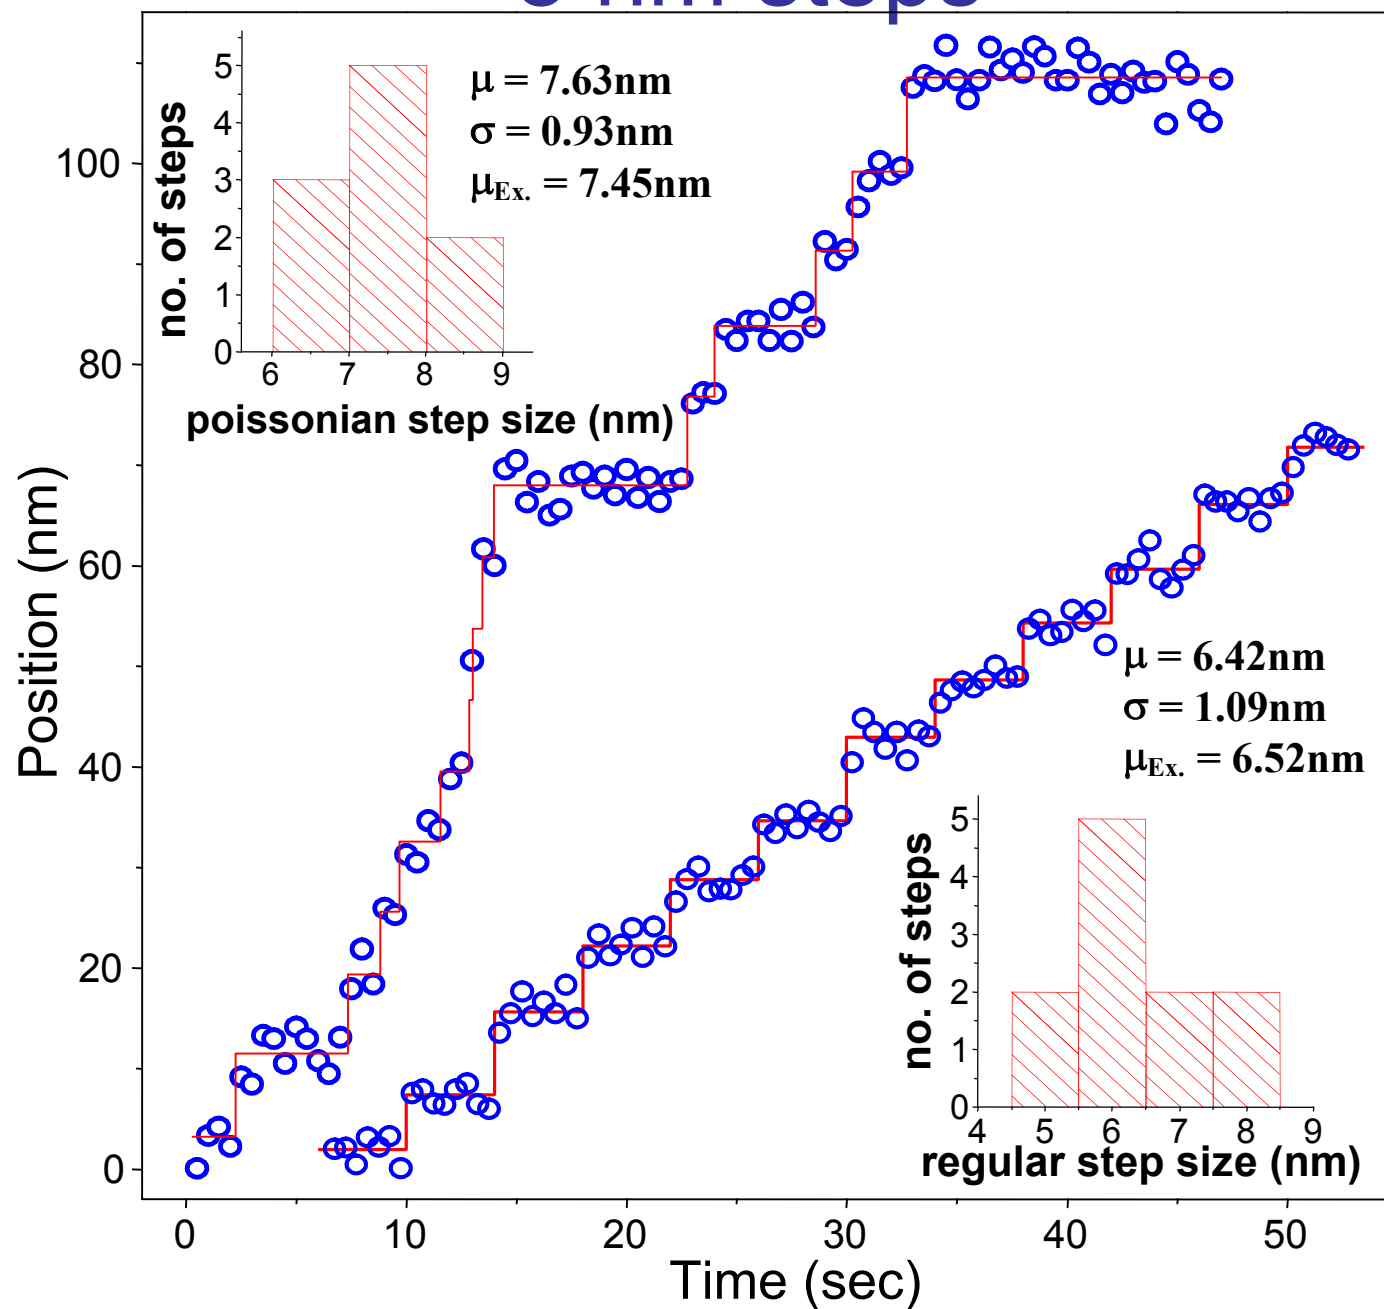 nm steps
5
4
3
2
1
0
no. of steps
6 7 8 9
poissonian step size (nm)
μ = 7.63nm
σ = 0.93nm
μEx. = 7.45nm
100
80
60
40
20
0
Position (nm)
μ = 6.42nm
σ = 1.09nm
μEx. = 6.52nm
5
4
3
2
1
0
no. of steps
4 5 6 7 8 9
regular step size (nm)
0 10 20 30 40 50
Time (sec)